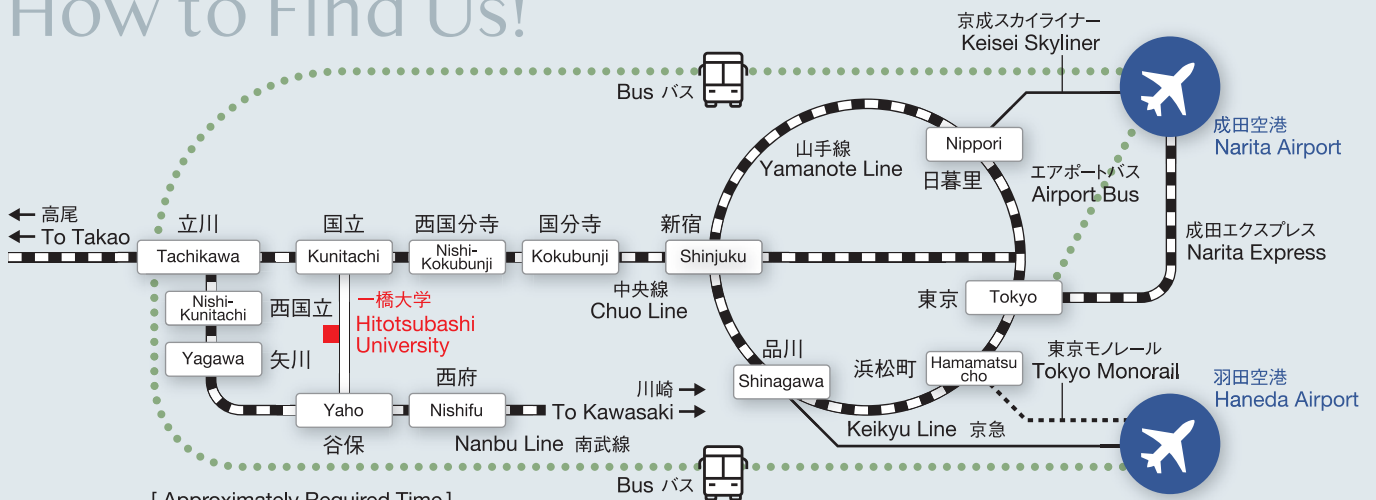 How to Find Us!
京成スカイライナー
Keisei Skyliner
Bus バス
成田空港
Narita Airport
山手線
Yamanote Line
Nippori
日暮里
エアポートバス
Airport Bus
成田エクスプレス
Narita Express
← 高尾
← To Takao
立川
Tachikawa
国立
Kunitachi
西国分寺
Nishi-
Kokubunji
国分寺
Kokubunji
新宿
Shinjuku
中央線
Chuo Line
東京
Tokyo
Nishi-
Kunitachi
西国立
一橋大学
Hitotsubashi
University
Yagawa
矢川
品川
Shinagawa
浜松町
Hamamatsu
cho
東京モノレール
Tokyo Monorail
羽田空港
Haneda Airport
西府
Yaho
谷保
Nishifu
川崎 →
To Kawasaki →
Nanbu Line 南武線
Keikyu Line 京急
Bus バス
[ Approximately Required Time ]